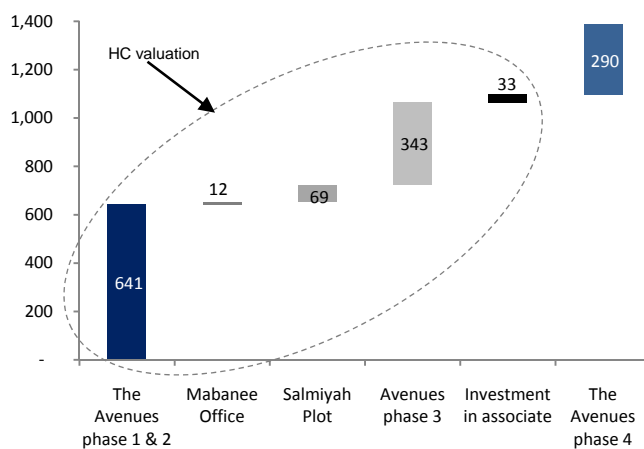 1,400
HC valuation
1,200
290
33
1,000
343
800
12
69
600
400
641
200
-
The Avenues phase 1 & 2
Mabanee Office
Salmiyah Plot
Avenues phase 3
Investment in associate
The Avenues phase 4